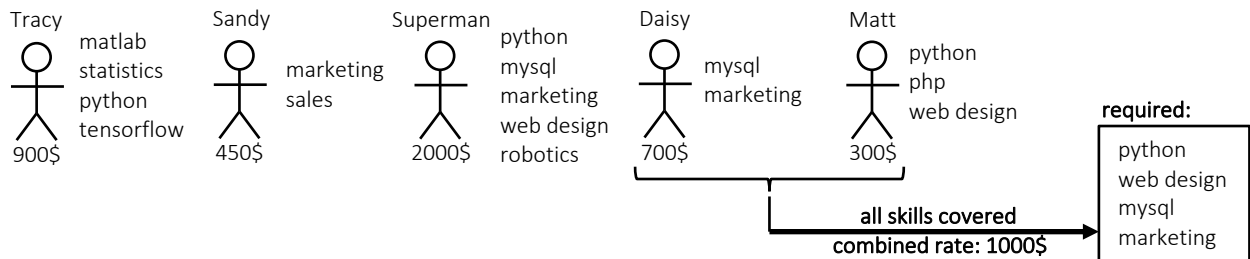 Tracy
matlab
statistics
python
tensorflow
900$
Sandy
marketing
sales
450$
Superman
python
mysql
marketing
web design
robotics
2000$
Daisy
mysql
marketing
700$
Matt
python
php
web design
300$
all skills covered
combined rate: 1000$
required:
python
web design
mysql
marketing